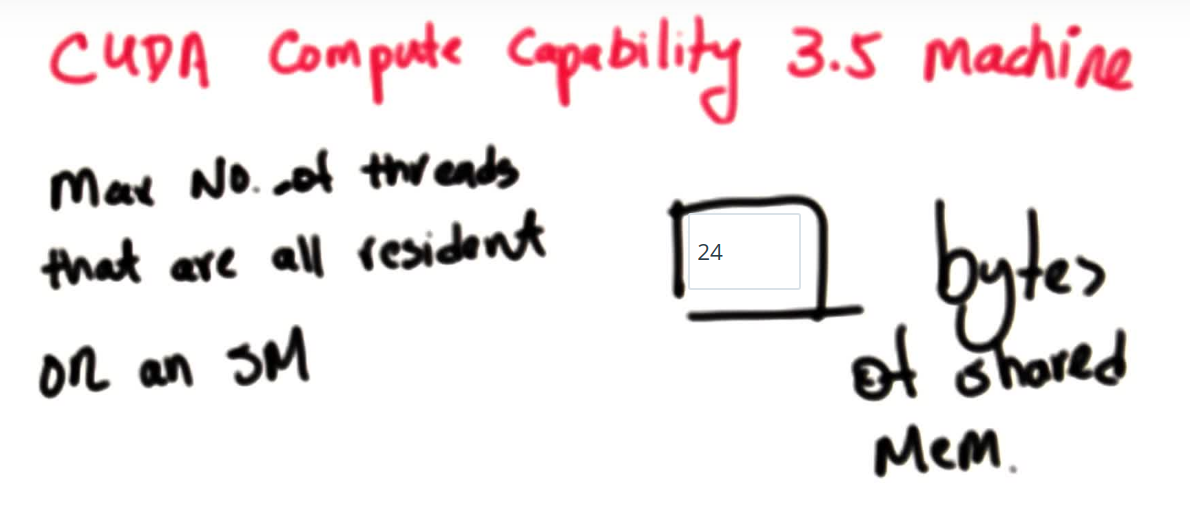 CUDA Compute Capability 3.5 Machine
Max No. of threads
that are all resident
on an SM
24
bytes
of shared
Mem.